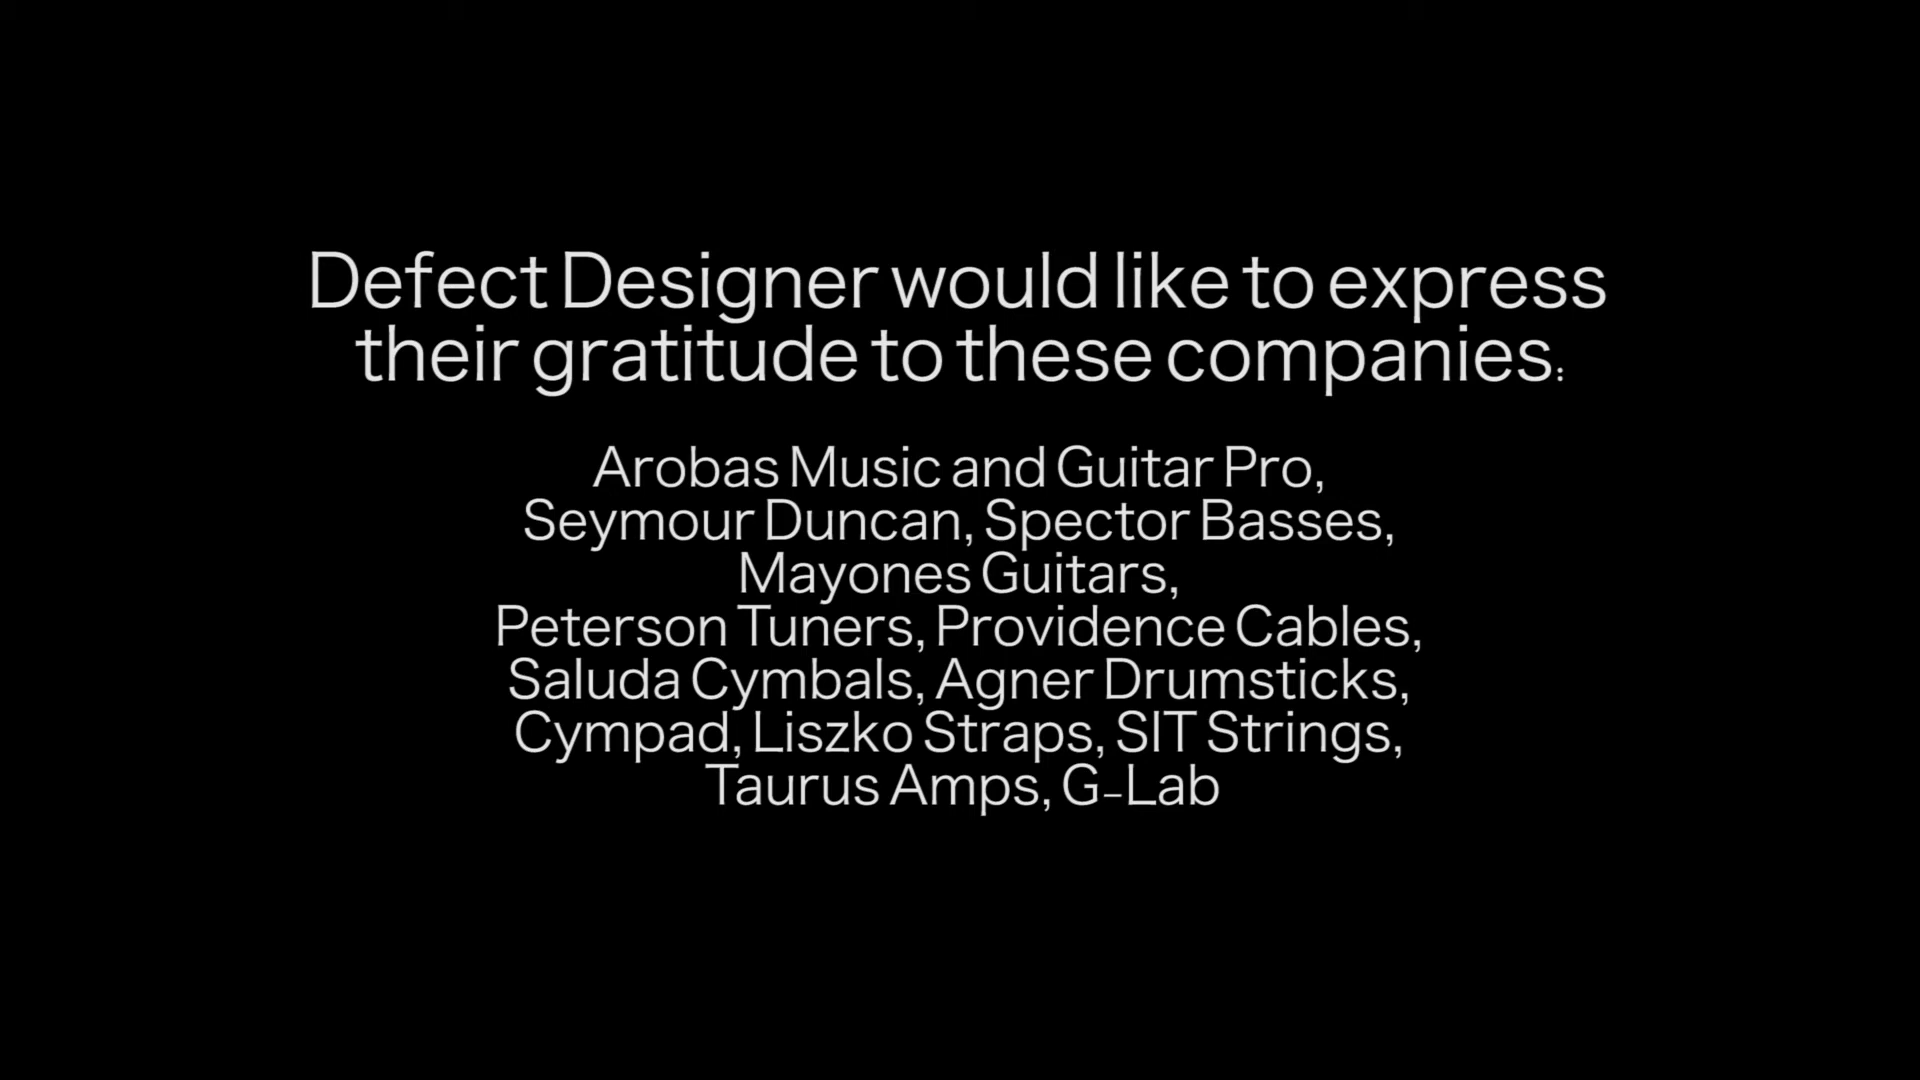 Defect Designer would like to express
their gratitude to these companies:
Arobas Music and Guitar Pro,
Seymour Duncan, Spector Basses,
Mayones Guitars,
Peterson Tuners, Providence Cables,
Saluda Cymbals, Agner Drumsticks,
Cympad, Liszko Straps, SIT Strings,
Taurus Amps, G-Lab